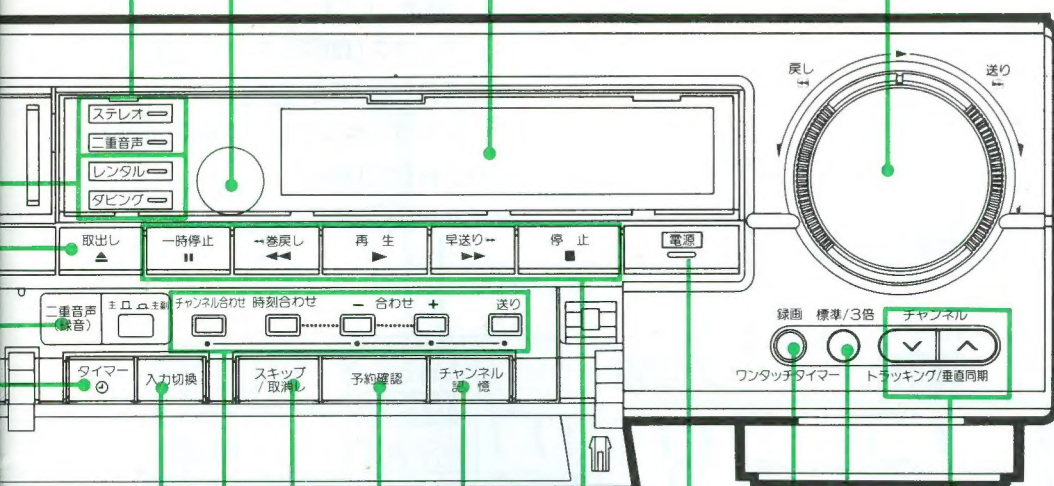 戻し
送り
ステレオ
二重音声
レンタル
ダビング
取出し
一時停止
巻戻し
再 生
早送り
停 止
電源
二重音声
(録音)
主
主副
チャンネル合わせ
時刻合わせ
－ 合わせ ＋
送り
録画
標準/3倍
チャンネル
ワンタッチタイマー
トラッキング/垂直同期
タイマー
入力切換
スキップ
/取消し
予約確認
チャンネル
記 憶